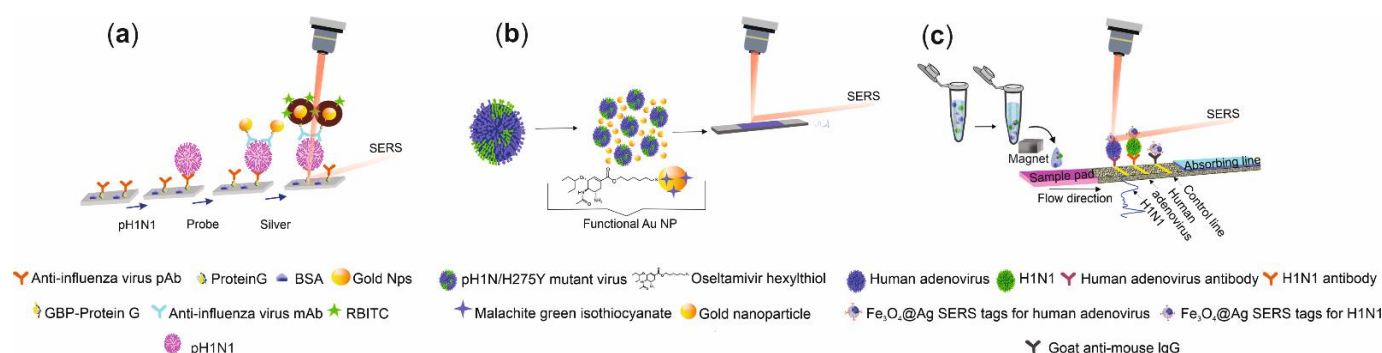 (a)
SERS
pH1N1
Probe
Silver
Anti-influenza virus pAb
ProteinG
BSA
Gold Nps
GBP-Protein G
Anti-influenza virus mAb
RBITC
pH1N1
(b)
SERS
Functional Au NP
pH1N/H275Y mutant virus
Oseltamivir hexylthiol
Malachite green isothiocyanate
Gold nanoparticle
(c)
SERS
Magnet
Sample pad
Absorbing line
Flow direction
H1N1
Human
adenovirus
Control line
Human adenovirus
H1N1
Human adenovirus antibody
H1N1 antibody
Fe₃O₄@Ag SERS tags for human adenovirus
Fe₃O₄@Ag SERS tags for H1N1
Goat anti-mouse IgG